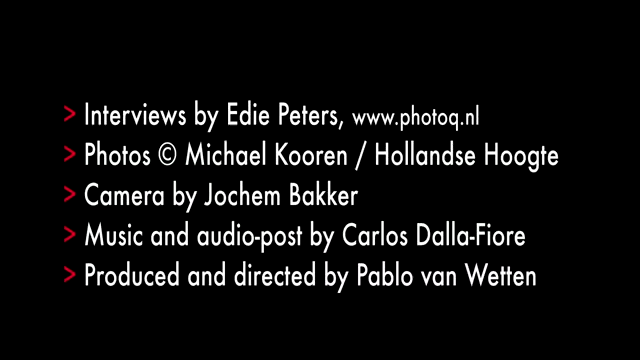 > Interviews by Edie Peters, www.photoq.nl
> Photos © Michael Kooren / Hollandse Hoogte
> Camera by Jochem Bakker
> Music and audio-post by Carlos Dalla-Fiore
> Produced and directed by Pablo van Wetten